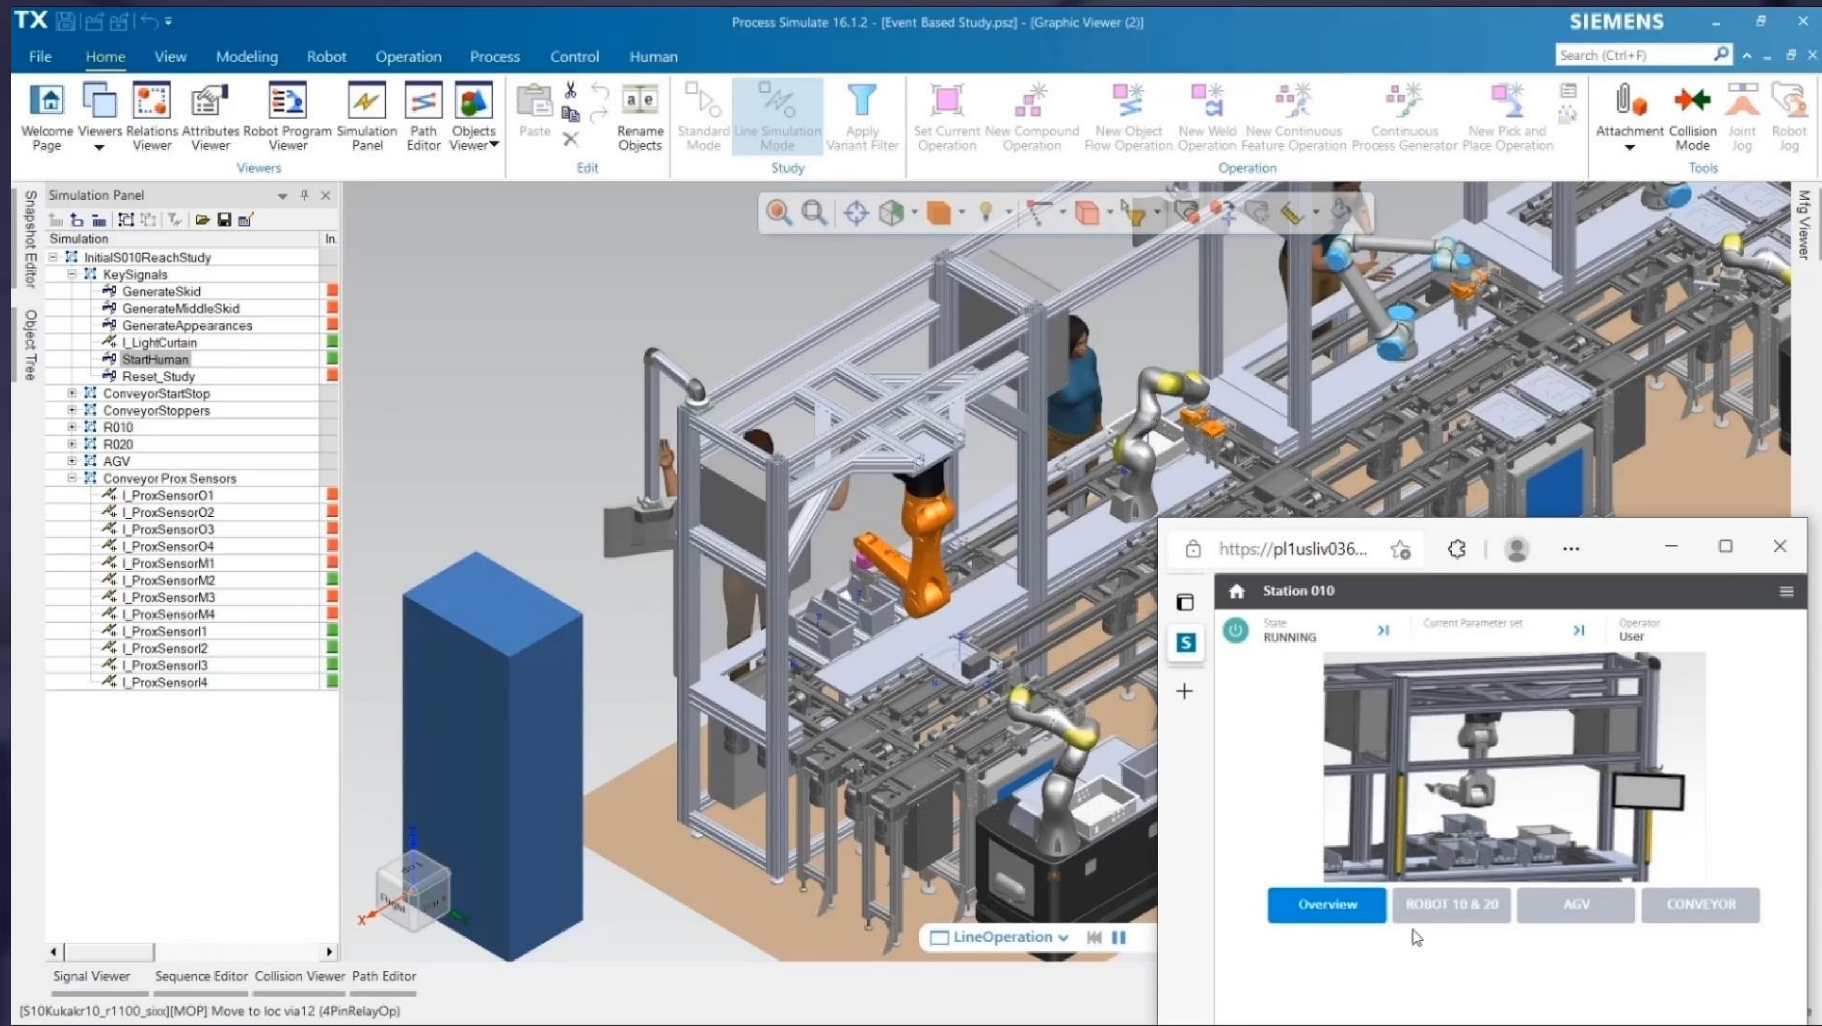 TX
Process Simulate 16.1.2 - [Event Based Study.psz] - [Graphic Viewer (2)]
SIEMENS
File Home View Modeling Robot Operation Process Control Human
Search (Ctrl+F)
Welcome Page
Viewers
Relations Viewer
Attributes Viewer
Robot Program Viewer
Simulation Panel
Path Editor
Objects Viewer
Viewers
Paste
a e
Rename Objects
Edit
Standard Mode
Line Simulation Mode
Apply Variant Filter
Study
Set Current Operation
New Compound Operation
New Object Flow Operation
New Weld Operation
New Continuous Feature Operation
Continuous Process Generator
New Pick and Place Operation
Operation
Attachment
Collision Mode
Joint Jog
Robot Jog
Tools
Snapshot Editor
Object Tree
Mfg Viewer
Simulation Panel
Simulation In.
InitialS010ReachStudy
KeySignals
GenerateSkid
GenerateMiddleSkid
GenerateAppearances
I_LightCurtain
StartHuman
Reset_Study
ConveyorStartStop
ConveyorStoppers
R010
R020
AGV
Conveyor Prox Sensors
I_ProxSensorO1
I_ProxSensorO2
I_ProxSensorO3
I_ProxSensorO4
I_ProxSensorM1
I_ProxSensorM2
I_ProxSensorM3
I_ProxSensorM4
I_ProxSensorI1
I_ProxSensorI2
I_ProxSensorI3
I_ProxSensorI4
Z
X
LineOperation
https://pl1usliv036...
S
Station 010
State
RUNNING
Current Parameter set
Operator
User
Overview ROBOT 10 & 20 AGV CONVEYOR
Signal Viewer Sequence Editor Collision Viewer Path Editor
[S10Kukakr10_r1100_sixx][MOP] Move to loc via12 (4PinRelayOp)